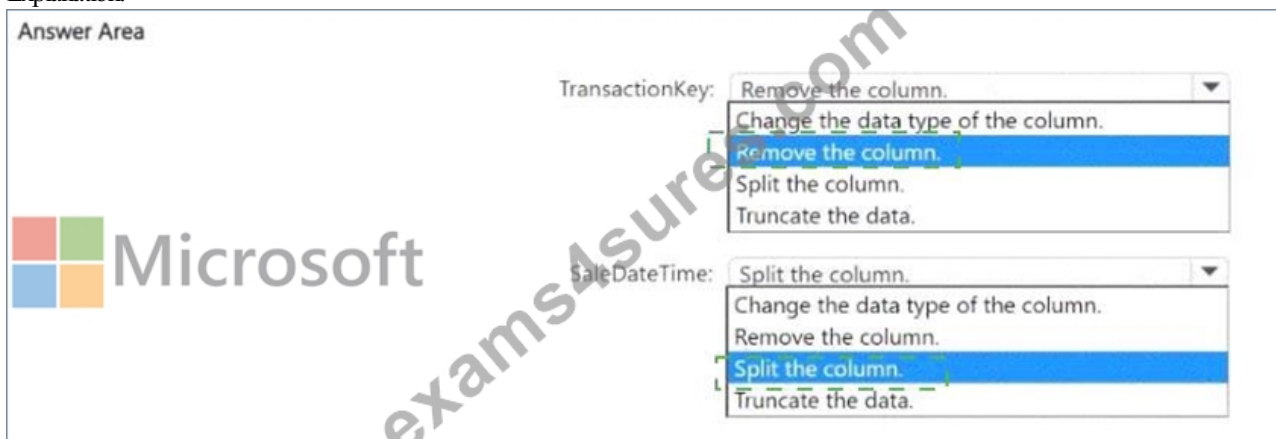 Explanation:
Answer Area
TransactionKey: Remove the column.
Change the data type of the column.
Remove the column.
Split the column.
Truncate the data.
Microsoft
SaleDateTime: Split the column.
Change the data type of the column.
Remove the column.
Split the column.
Truncate the data.
exams4sures.com